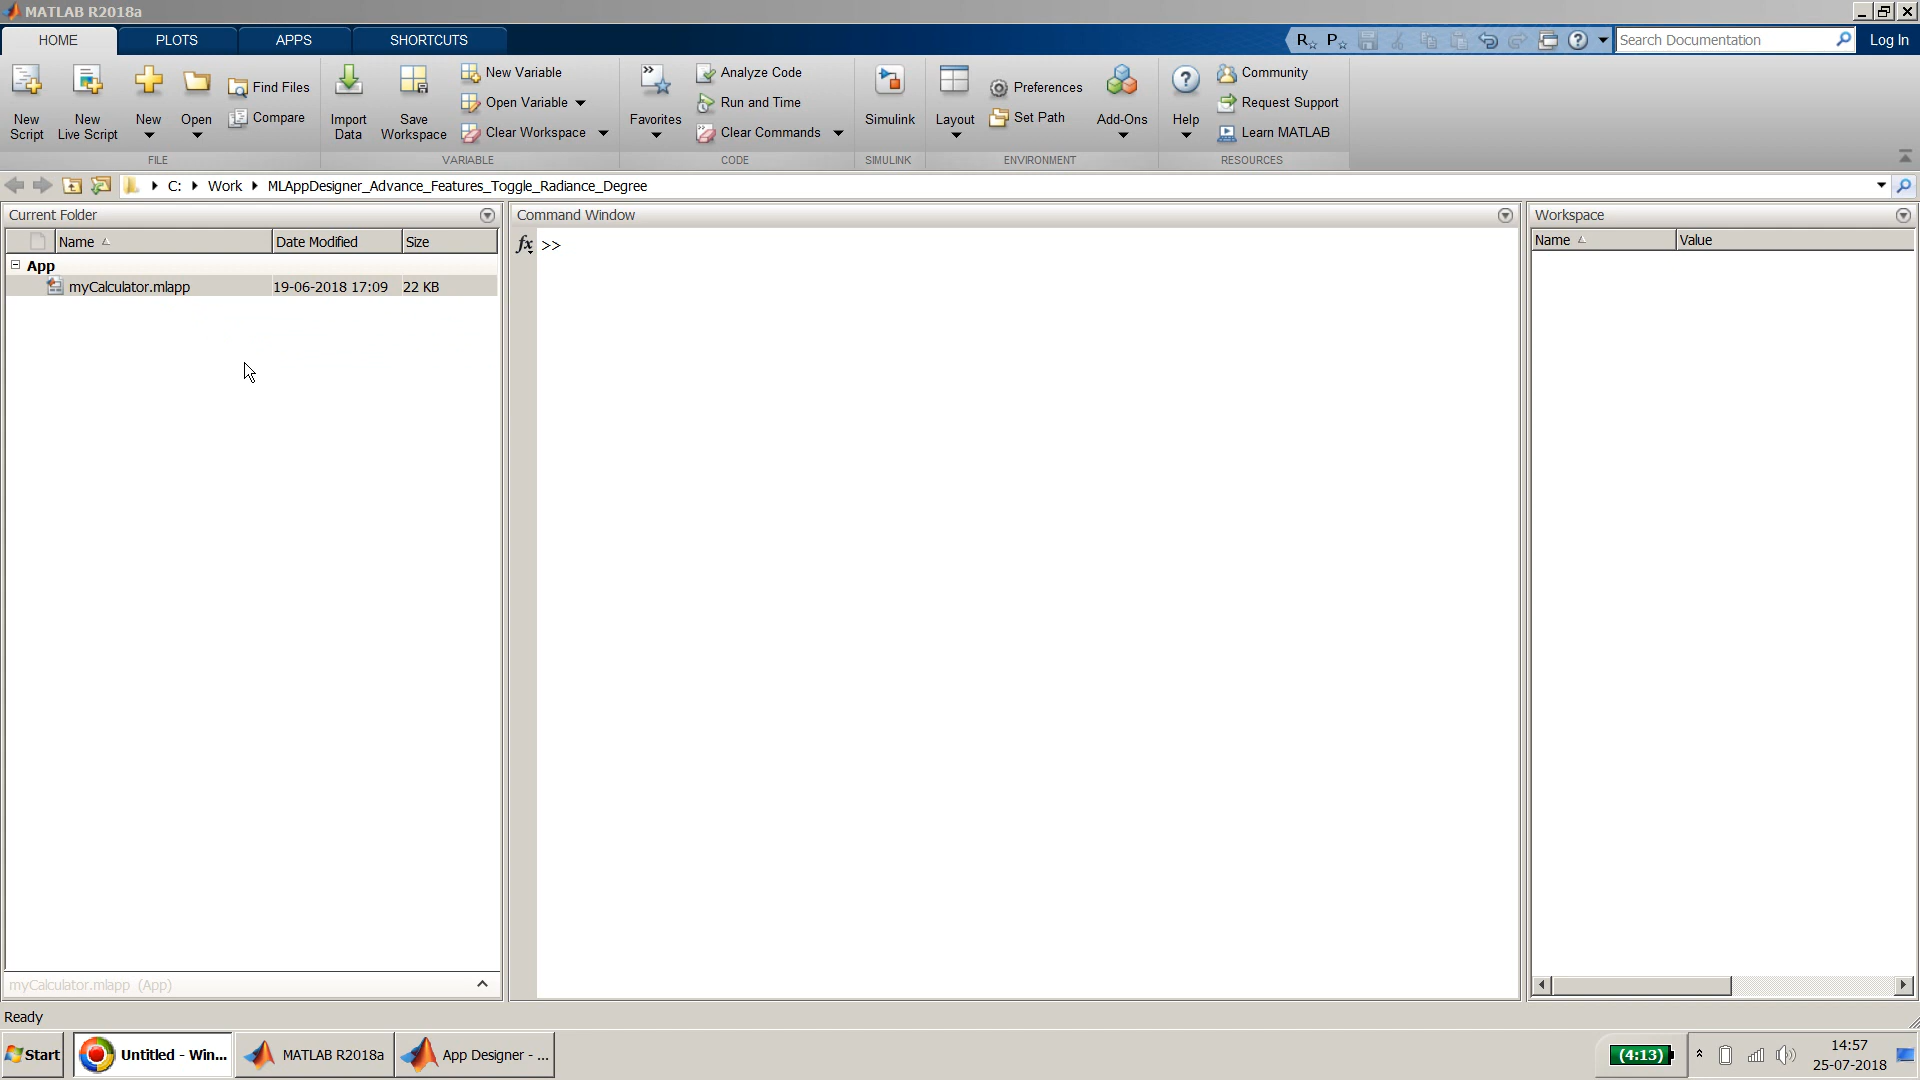 MATLAB R2018a
HOME
PLOTS
APPS
SHORTCUTS
Search Documentation
Log In
New Script
New Live Script
New
Open
Find Files
Compare
Import Data
Save Workspace
New Variable
Open Variable
Clear Workspace
Favorites
Analyze Code
Run and Time
Clear Commands
Simulink
Layout
Preferences
Set Path
Add-Ons
Help
Community
Request Support
Learn MATLAB
FILE
VARIABLE
CODE
SIMULINK
ENVIRONMENT
RESOURCES
C: Work MLAppDesigner_Advance_Features_Toggle_Radiance_Degree
Current Folder
Name
Date Modified
Size
App
myCalculator.mlapp 19-06-2018 17:09 22 KB
myCalculator.mlapp (App)
Command Window
fx >>
Workspace
Name
Value
Ready
Start
Untitled - Win...
MATLAB R2018a
App Designer - ...
(4:13)
14:57
25-07-2018